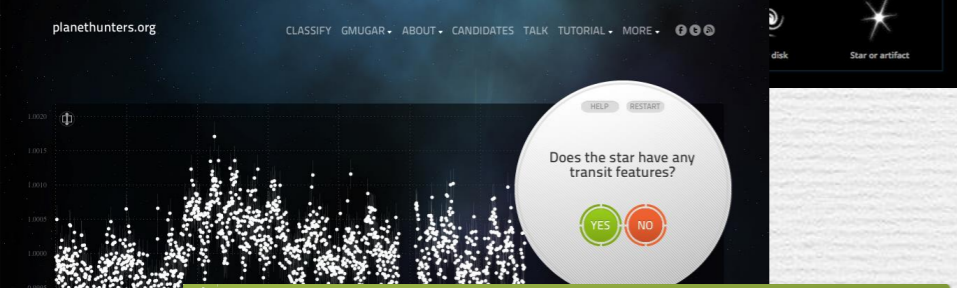 planethunters.org
CLASSIFY GMUGAR ABOUT CANDIDATES TALK TUTORIAL MORE
disk
Star or artifact
HELP RESTART
1.0020
1.0015
Does the star have any
transit features?
1.0010
1.0005
YES NO
1.0000